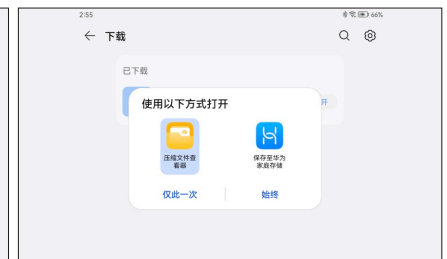 2:55
66%
下载
已下载
使用以下方式打开
开
压缩文件查
看器
保存至华为
家庭存储
仅此一次
始终